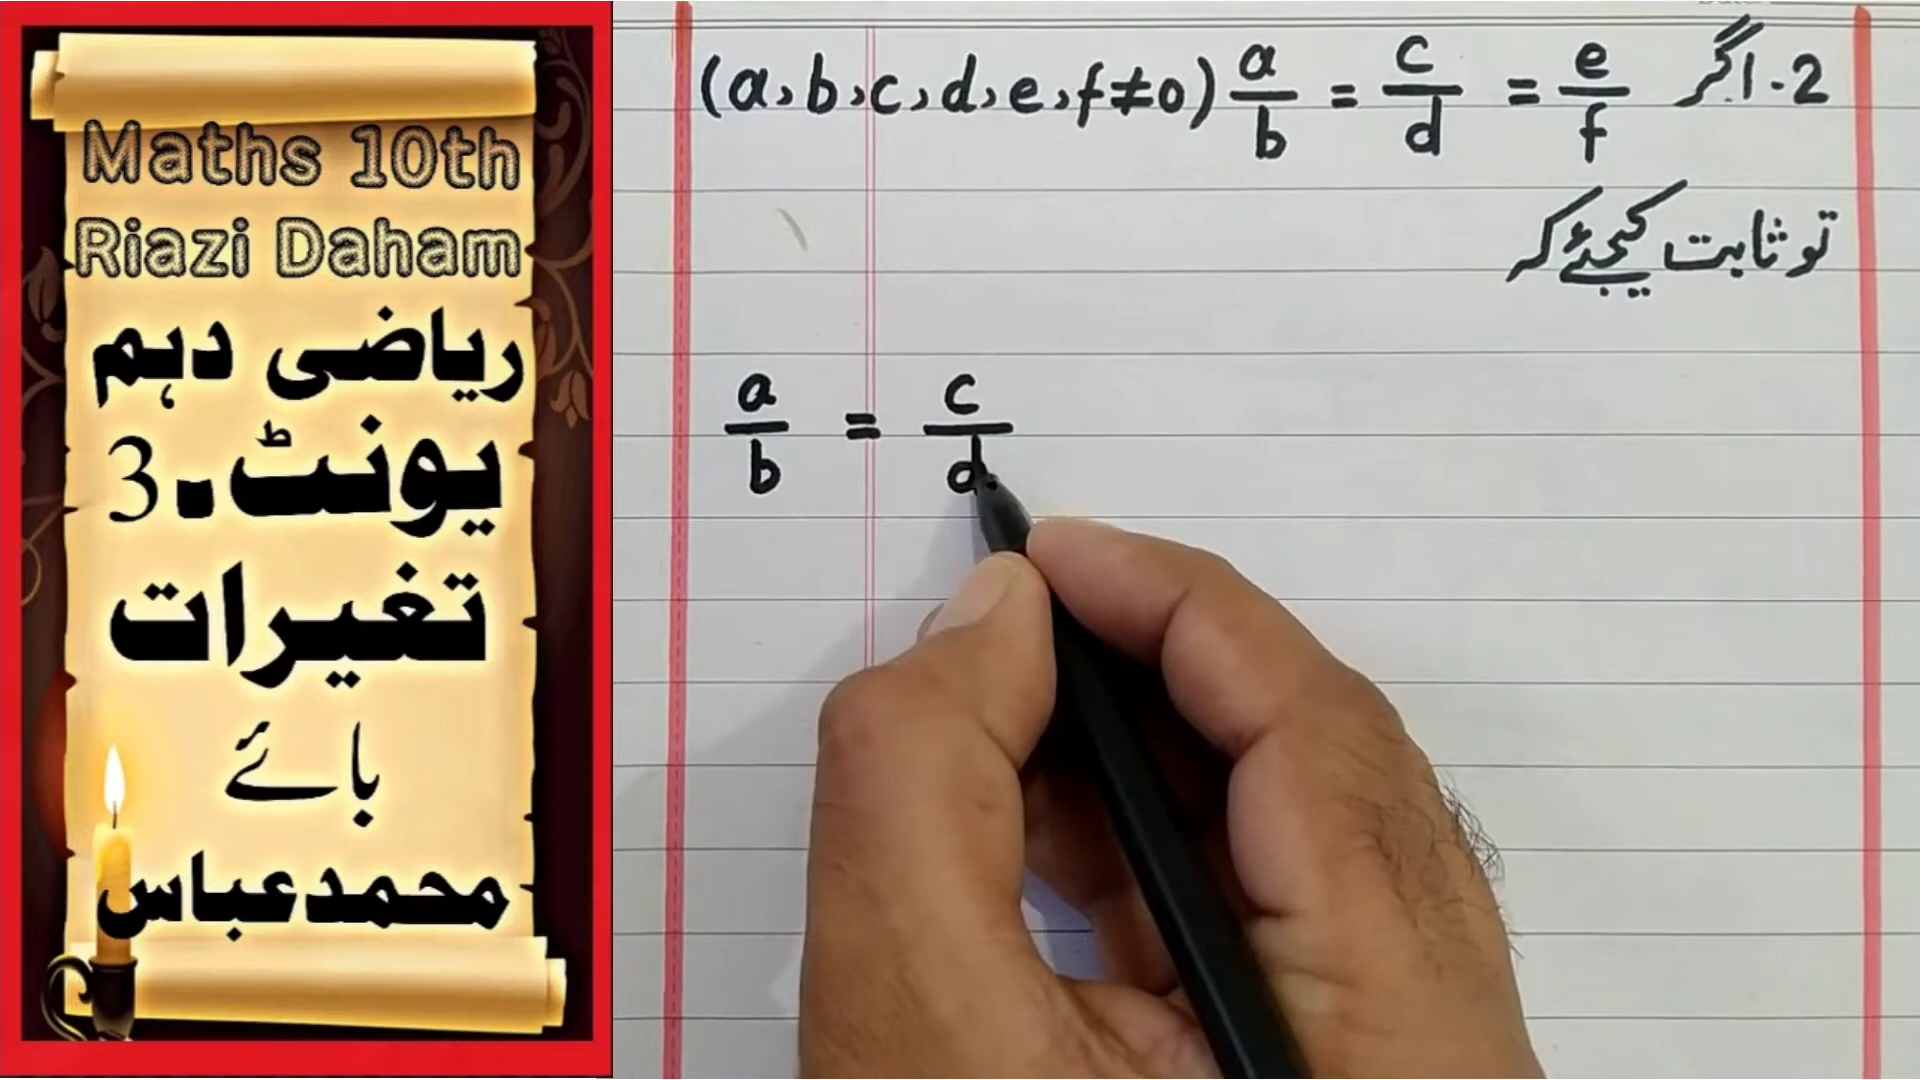 Maths 10th
Riazi Daham
ریاضی دہم
یونٹ۔3
تغیرات
بائے
محمدعباس
2۔ اگر a/b = c/d = e/f (a, b, c, d, e, f ≠ 0)
تو ثابت کیجئے کہ
a/b = c/d